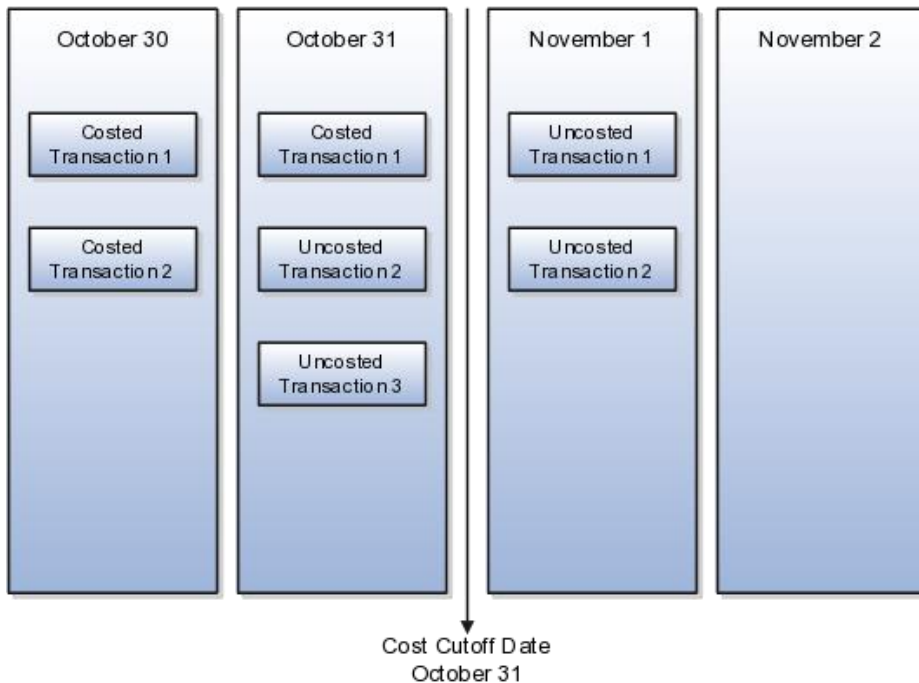 October 30
October 31
November 1
November 2
Costed
Transaction 1
Costed
Transaction 1
Uncosted
Transaction 1
Costed
Transaction 2
Uncosted
Transaction 2
Uncosted
Transaction 2
Uncosted
Transaction 3
Cost Cutoff Date
October 31